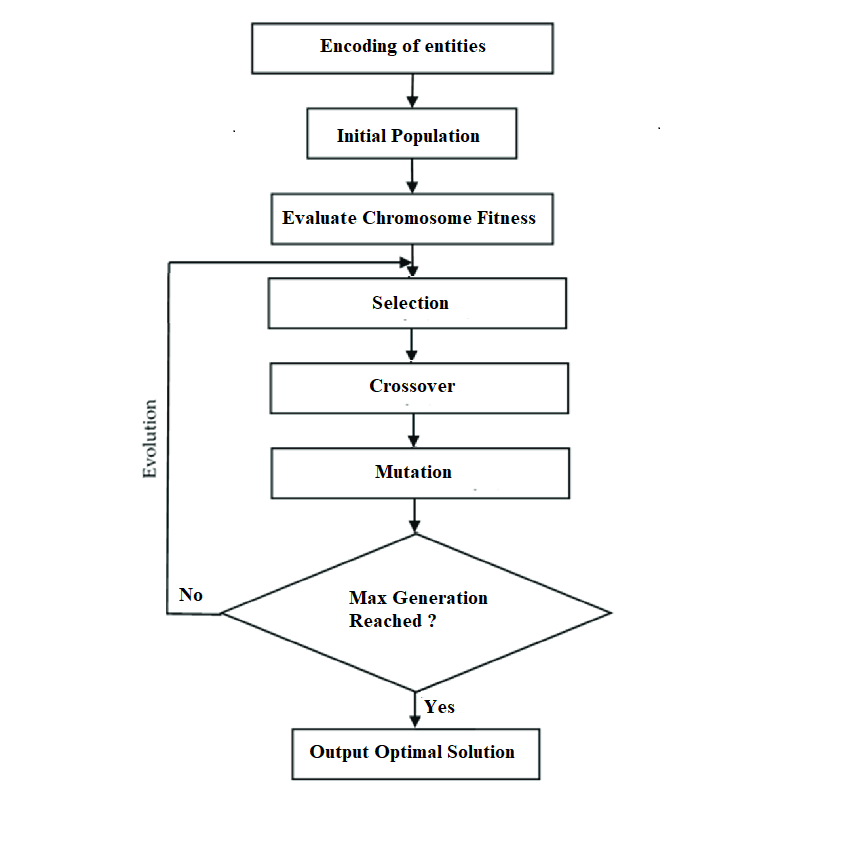 Encoding of entities
Initial Population
Evaluate Chromosome Fitness
Selection
Crossover
Evolution
Mutation
No
Max Generation
Reached ?
Yes
Output Optimal Solution